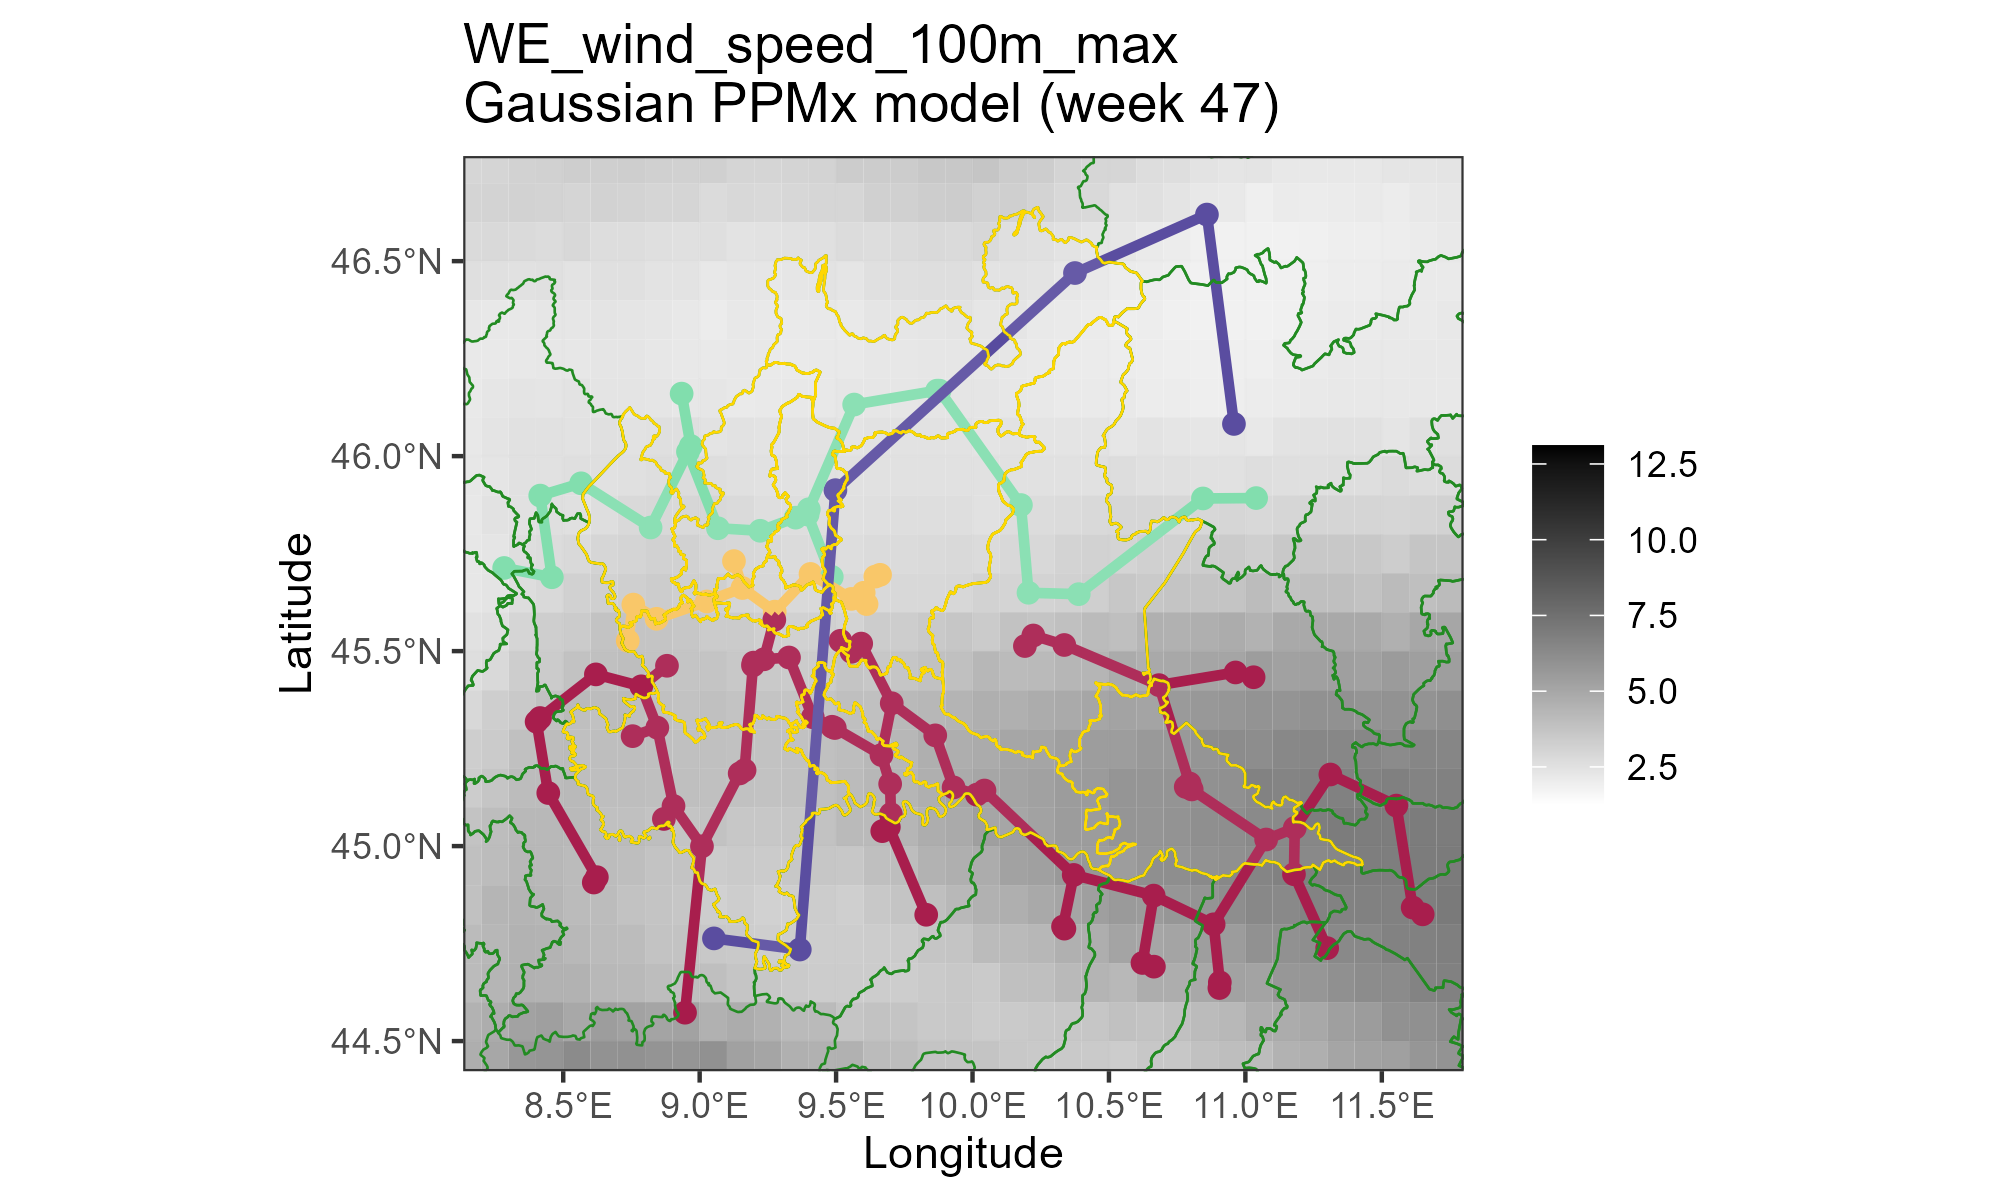 WE_wind_speed_100m_max
Gaussian PPMx model (week 47)
46.5°N
46.0°N
45.5°N
45.0°N
44.5°N
Latitude
8.5°E 9.0°E 9.5°E 10.0°E 10.5°E 11.0°E 11.5°E
Longitude
12.5
10.0
7.5
5.0
2.5